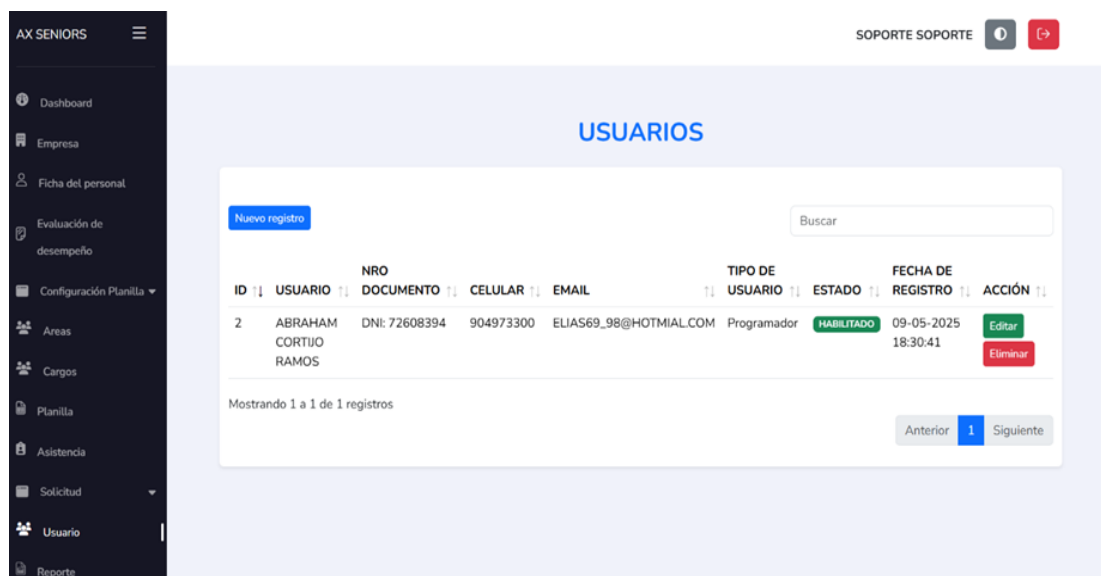 AX SENIORS
SOPORTE SOPORTE
Dashboard
Empresa
Ficha del personal
Evaluación de
desempeño
Configuración Planilla
Areas
Cargos
Planilla
Asistencia
Solicitud
Usuario
Reporte
USUARIOS
Nuevo registro
Buscar
ID USUARIO NRO DOCUMENTO CELULAR EMAIL TIPO DE USUARIO ESTADO FECHA DE REGISTRO ACCIÓN
2 ABRAHAM CORTIJO RAMOS DNI: 72608394 904973300 ELIAS69_98@HOTMIAL.COM Programador HABILITADO 09-05-2025 18:30:41 Editar
Eliminar
Mostrando 1 a 1 de 1 registros
Anterior 1 Siguiente